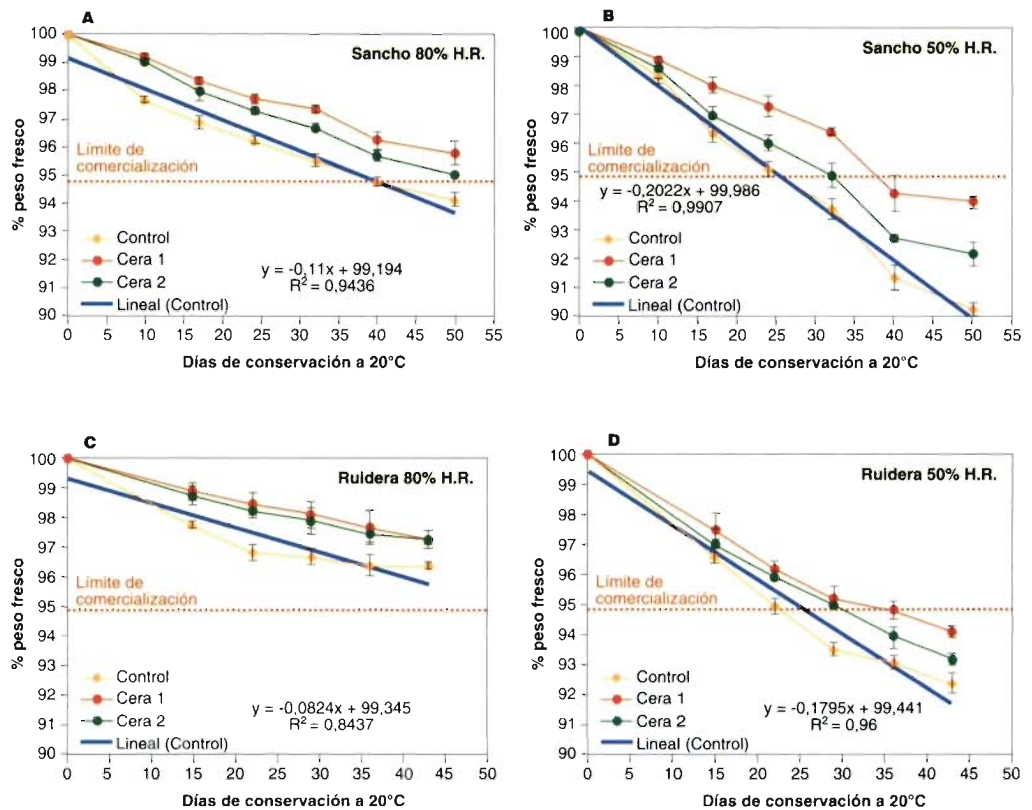 A
Sancho 80% H.R.
100
99
98
97
96
95
94
93
92
91
90
% peso fresco
Límite de
comercialización
Control
Cera 1
Cera 2
Lineal (Control)
y = -0,11x + 99,194
R² = 0,9436
0 5 10 15 20 25 30 35 40 45 50 55
Días de conservación a 20°C
B
Sancho 50% H.R.
100
99
98
97
96
95
94
93
92
91
90
% peso fresco
Límite de
comercialización
y = -0,2022x + 99,986
R² = 0,9907
Control
Cera 1
Cera 2
Lineal (Control)
0 5 10 15 20 25 30 35 40 45 50 55
Días de conservación a 20°C
C
Ruidera 80% H.R.
100
99
98
97
96
95
94
93
92
91
90
% peso fresco
Límite de
comercialización
Control
Cera 1
Cera 2
Lineal (Control)
y = -0,0824x + 99,345
R² = 0,8437
0 5 10 15 20 25 30 35 40 45 50
Días de conservación a 20°C
D
Ruidera 50% H.R.
100
99
98
97
96
95
94
93
92
91
90
% peso fresco
Límite de
comercialización
Control
Cera 1
Cera 2
Lineal (Control)
y = -0,1795x + 99,441
R² = 0,96
0 5 10 15 20 25 30 35 40 45 50
Días de conservación a 20°C